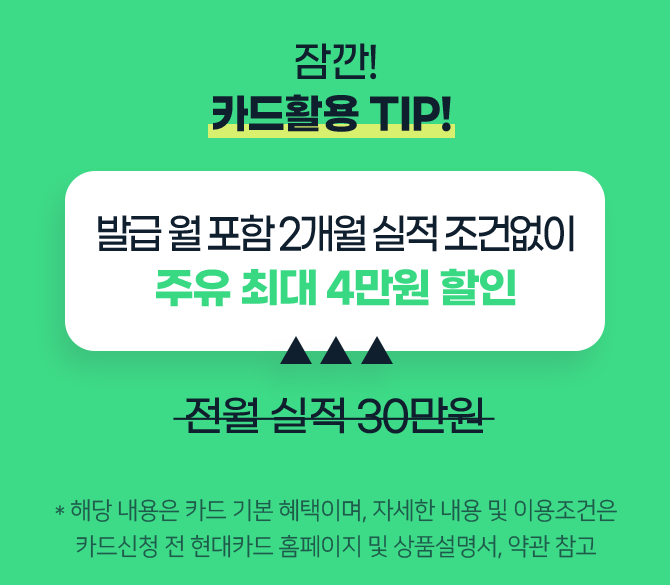 잠깐!
카드활용 TIP!
발급 월 포함 2개월 실적 조건없이
주유 최대 4만원 할인
▲▲▲
전월 실적 30만원
* 해당 내용은 카드 기본 혜택이며, 자세한 내용 및 이용조건은
카드신청 전 현대카드 홈페이지 및 상품설명서, 약관 참고